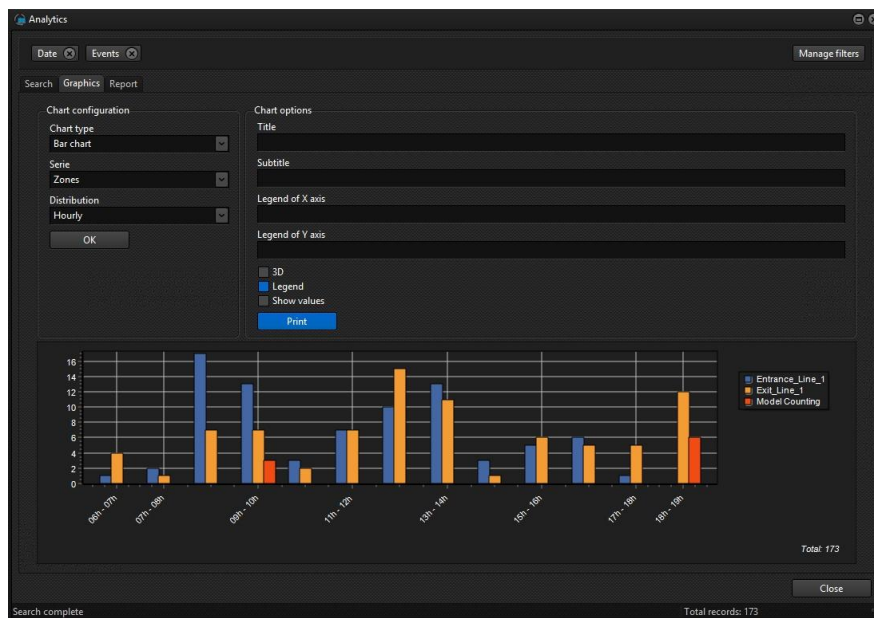 Analytics
Date Events Manage filters
Search Graphics Report
Chart configuration
Chart type
Bar chart
Serie
Zones
Distribution
Hourly
OK
Chart options
Title
Subtitle
Legend of X axis
Legend of Y axis
3D
Legend
Show values
Print
16
14
12
10
8
6
4
2
0
06h - 07h 07h - 08h 09h - 10h 11h - 12h 13h - 14h 15h - 16h 17h - 18h 18h - 19h
Entrance_Line_1
Exit_Line_1
Model Counting
Total: 173
Close
Search complete Total records: 173